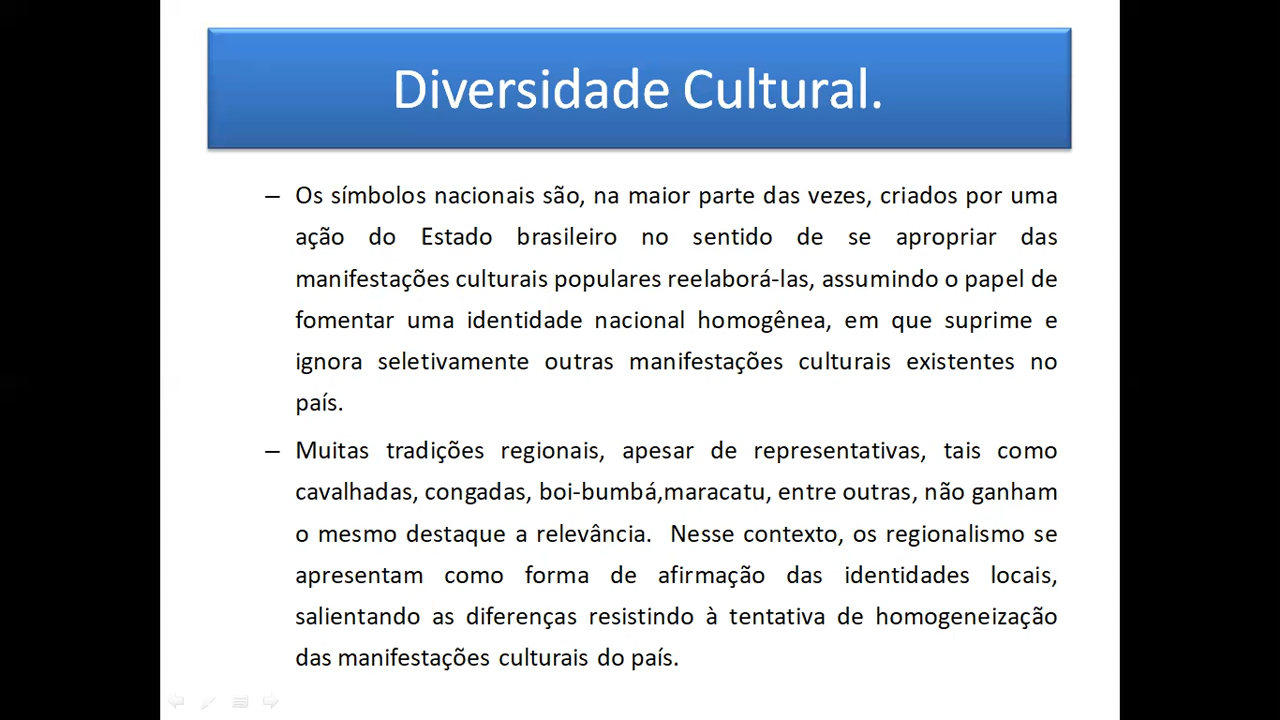 Diversidade Cultural.
– Os símbolos nacionais são, na maior parte das vezes, criados por uma
ação do Estado brasileiro no sentido de se apropriar das
manifestações culturais populares reelaborá-las, assumindo o papel de
fomentar uma identidade nacional homogênea, em que suprime e
ignora seletivamente outras manifestações culturais existentes no
país.
– Muitas tradições regionais, apesar de representativas, tais como
cavalhadas, congadas, boi-bumbá,maracatu, entre outras, não ganham
o mesmo destaque a relevância.  Nesse contexto, os regionalismo se
apresentam como forma de afirmação das identidades locais,
salientando as diferenças resistindo à tentativa de homogeneização
das manifestações culturais do país.